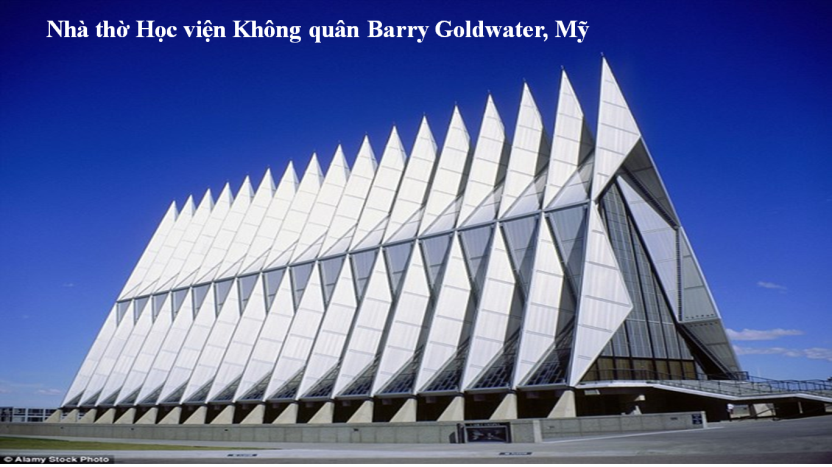 Nhà thờ Học viện Không quân Barry Goldwater, Mỹ
© Alamy Stock Photo